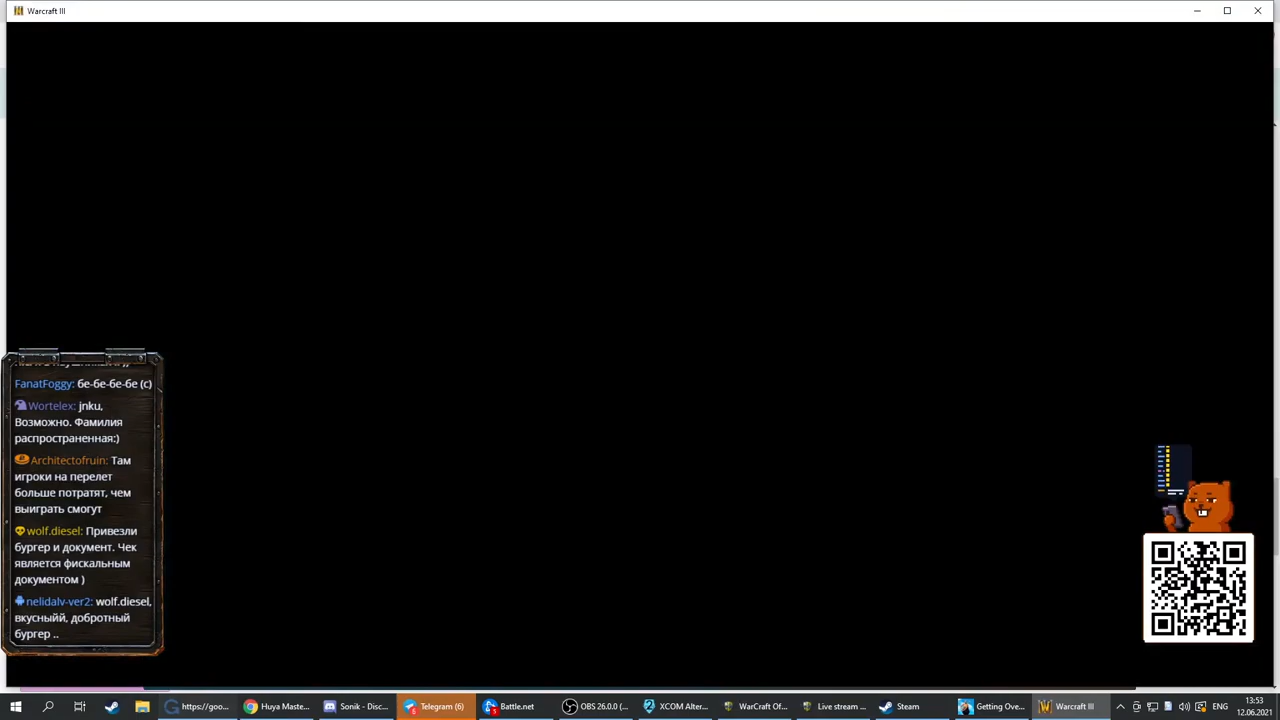 Warcraft III
FanatFoggy: бе-бе-бе-бе (c)
Wortelex: jnku,
Возможно. Фамилия
распространенная:)
Architectofruin: Там
игроки на перелет
больше потратят, чем
выиграть смогут
wolf.diesel: Привезли
бургер и документ. Чек
является фискальным
документом )
nelidalv-ver2: wolf.diesel,
вкусныйй, добротный
бургер ..
https://goo...
Huya Maste...
Sonik - Disc...
Telegram (6)
Battle.net
OBS 26.0.0 (...
XCOM Alter...
WarCraft Of...
Live stream ...
Steam
Getting Ove...
Warcraft III
ENG
13:53
12.06.2021